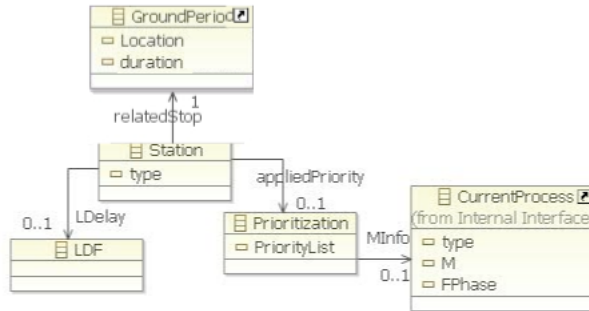 GroundPeriod
Location
duration
1
relatedStop
Station
type
appliedPriority
0..1
LDelay
0..1
LDF
Prioritization
PriorityList
MInfo
0..1
CurrentProcess
(from Internal Interface
type
M
FPhase